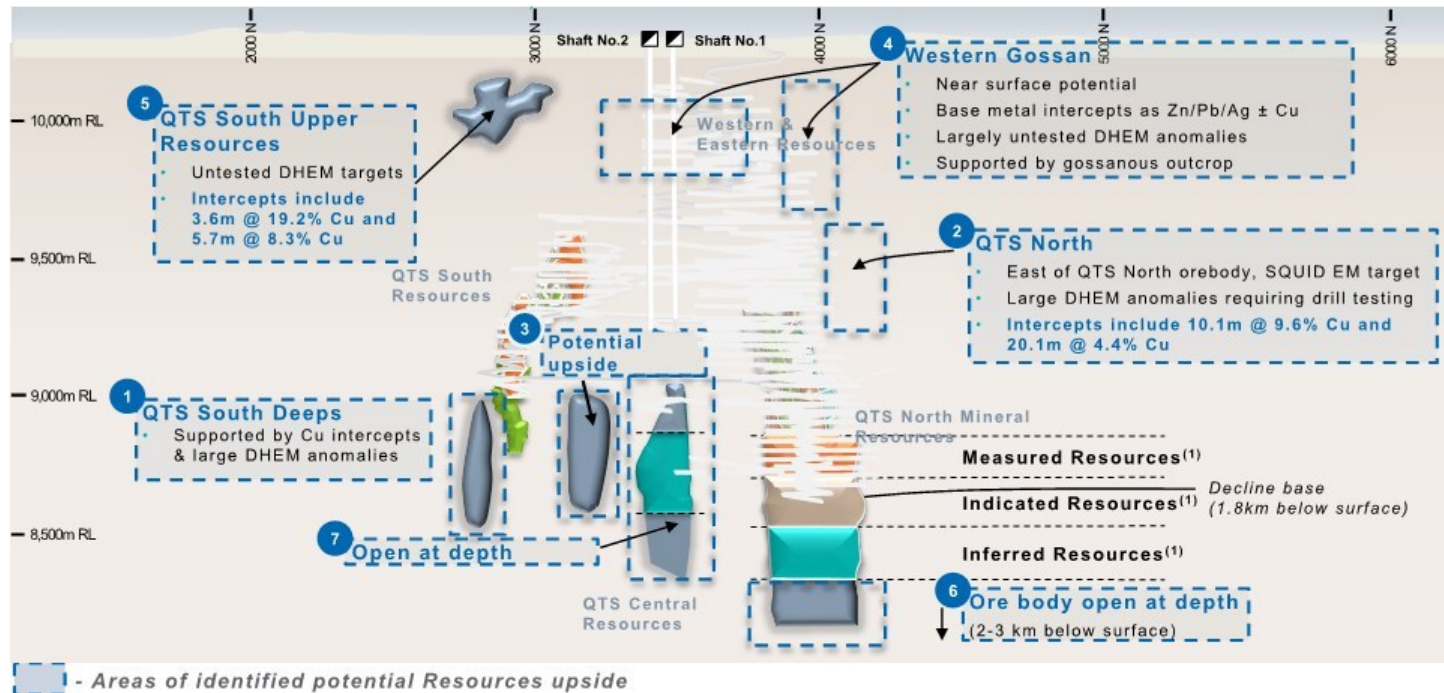 2000 N
3000 N
4000 N
5000 N
6000 N
Shaft No.2
Shaft No.1
10,000m RL
9,500m RL
9,000m RL
8,500m RL
5
QTS South Upper
Resources
• Untested DHEM targets
• Intercepts include
3.6m @ 19.2% Cu and
5.7m @ 8.3% Cu
Western &
Eastern Resources
4
Western Gossan
• Near surface potential
• Base metal intercepts as Zn/Pb/Ag ± Cu
• Largely untested DHEM anomalies
• Supported by gossanous outcrop
2
QTS North
• East of QTS North orebody, SQUID EM target
• Large DHEM anomalies requiring drill testing
• Intercepts include 10.1m @ 9.6% Cu and
20.1m @ 4.4% Cu
QTS South
Resources
3
Potential
upside
1
QTS South Deeps
• Supported by Cu intercepts
& large DHEM anomalies
QTS North Mineral
Resources
Measured Resources(1)
Indicated Resources(1)
Decline base
(1.8km below surface)
Inferred Resources(1)
7
Open at depth
QTS Central
Resources
6
Ore body open at depth
(2-3 km below surface)
- Areas of identified potential Resources upside